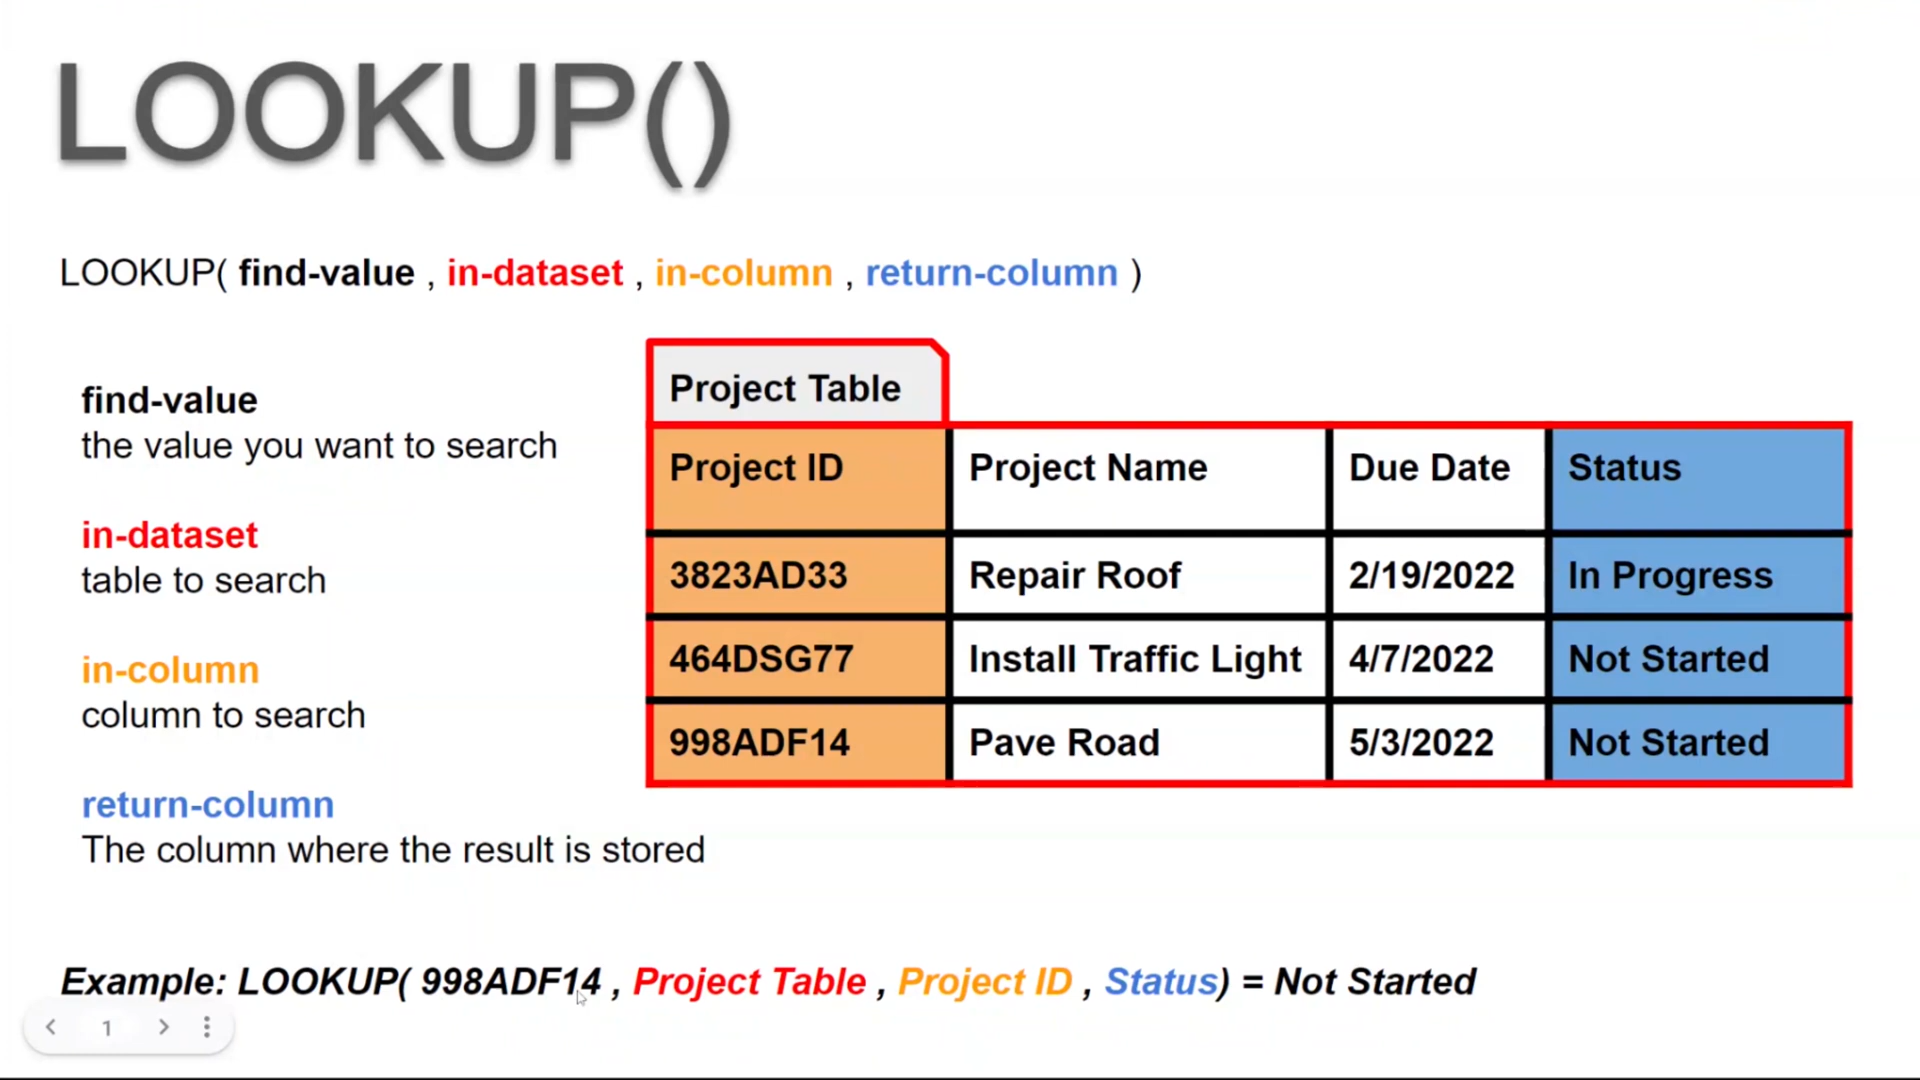 LOOKUP()
LOOKUP( find-value , in-dataset , in-column , return-column )
find-value
the value you want to search
in-dataset
table to search
in-column
column to search
return-column
The column where the result is stored
Project Table
Project ID Project Name Due Date Status
3823AD33 Repair Roof 2/19/2022 In Progress
464DSG77 Install Traffic Light 4/7/2022 Not Started
998ADF14 Pave Road 5/3/2022 Not Started
Example: LOOKUP( 998ADF14 , Project Table , Project ID , Status) = Not Started
1